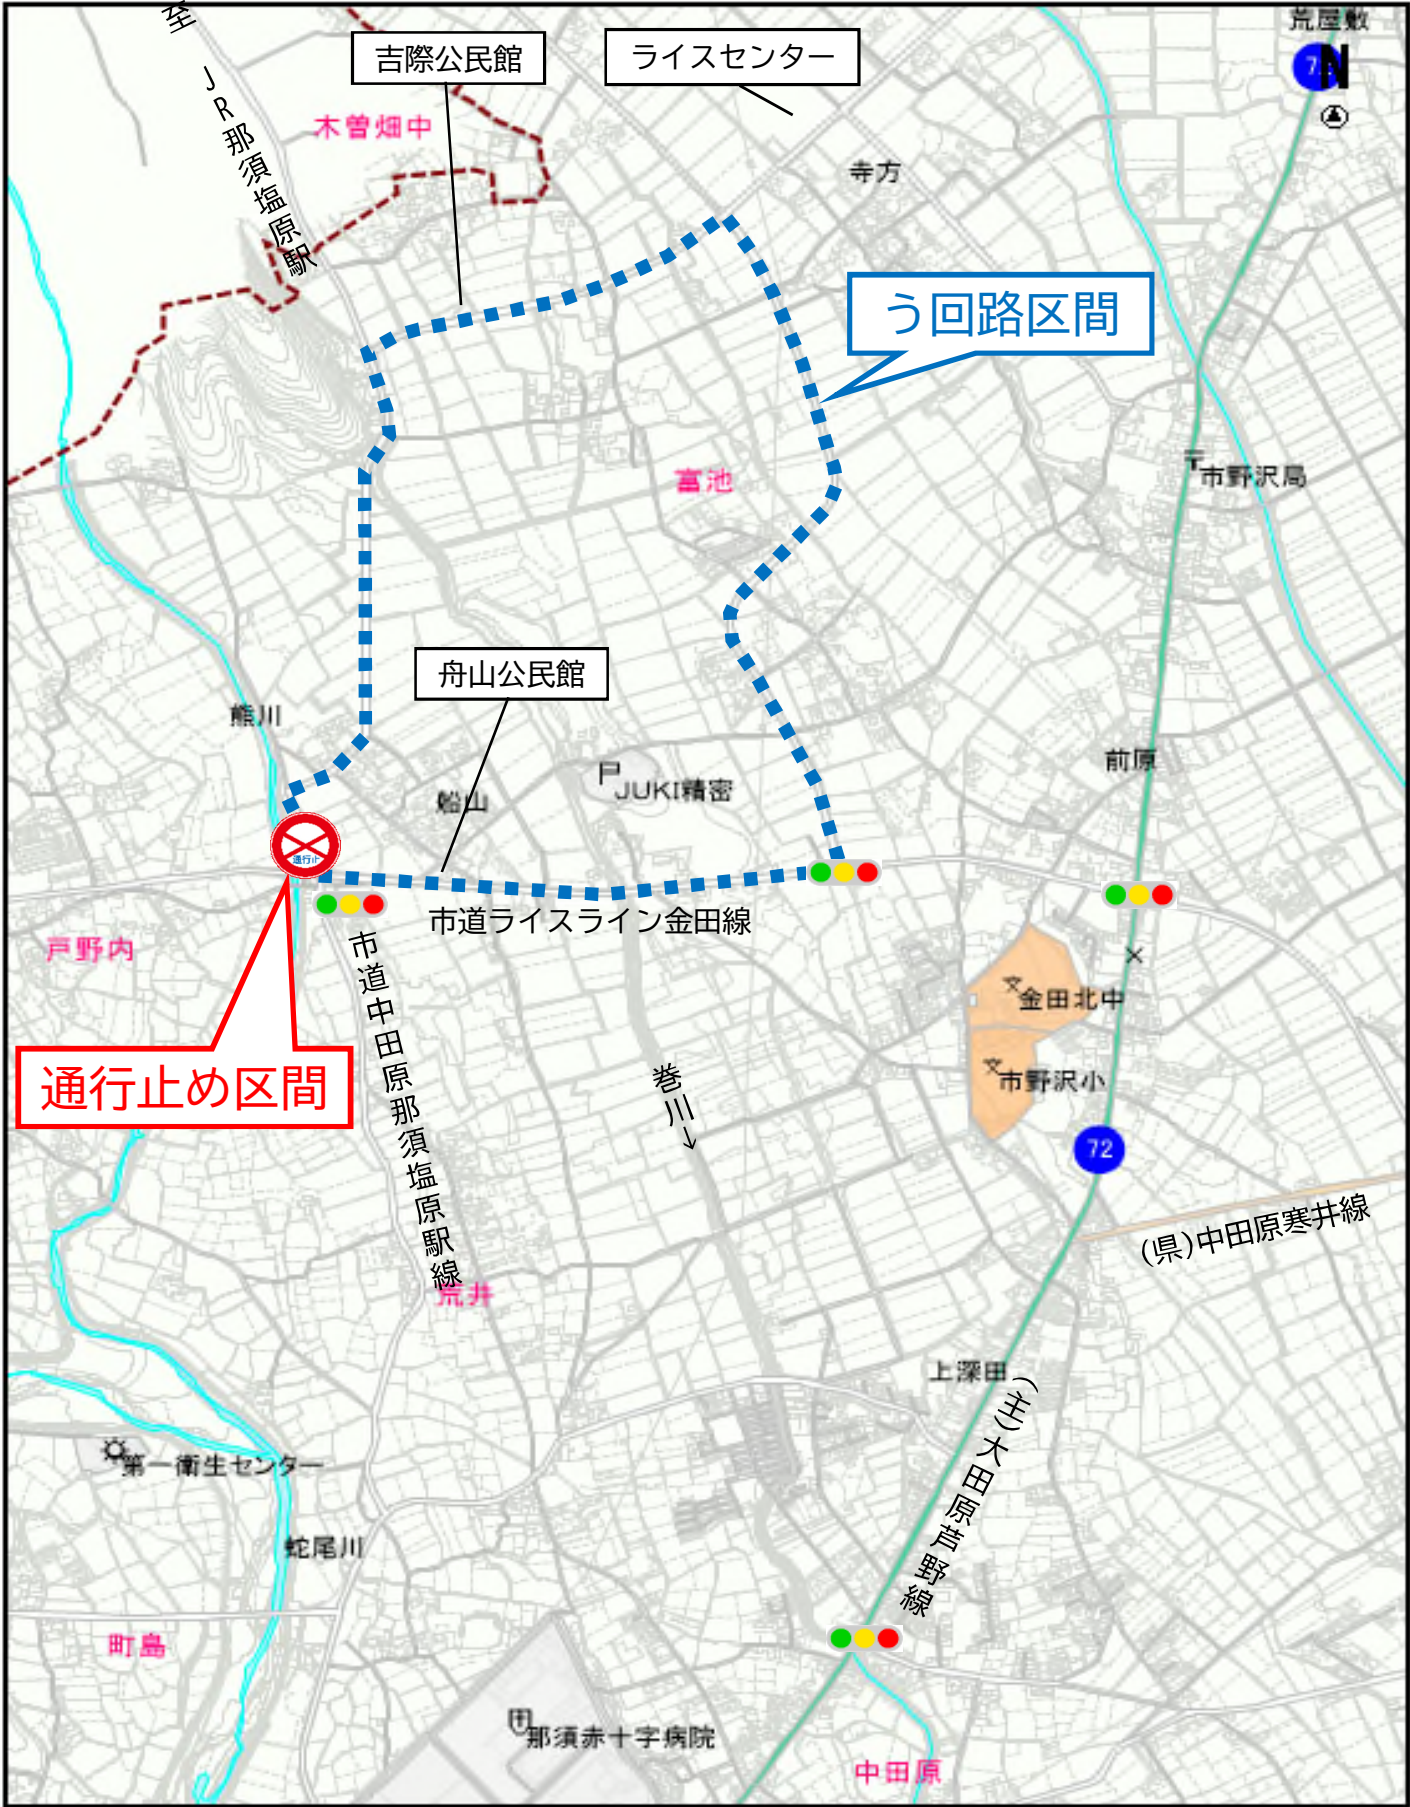 至
JR那須塩原駅
吉際公民館
ライスセンター
荒屋敷
N
木曽畑中
寺方
う回路区間
富池
市野沢局
舟山公民館
熊川
前原
船山
JUKI精密
通行止
市道ライスライン金田線
戸野内
市道中田原那須塩原駅線
金田北中
通行止め区間
巻川→
市野沢小
72
(県)中田原寒井線
荒井
上深田
(主)大田原芦野線
第一衛生センター
蛇尾川
町島
那須赤十字病院
中田原